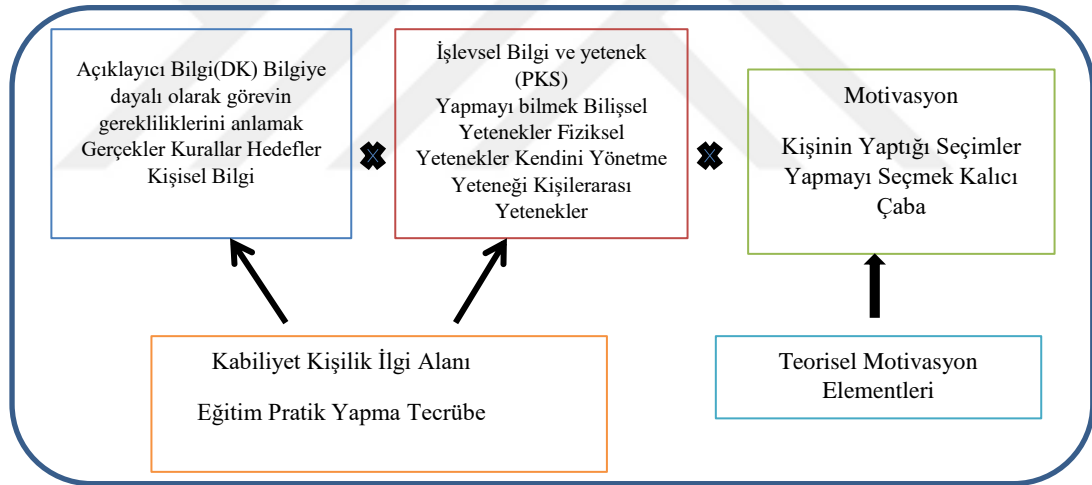 Açıklayıcı Bilgi(DK) Bilgiye
dayalı olarak görevin
gerekliliklerini anlamak
Gerçekler Kurallar Hedefler
Kişisel Bilgi
İşlevsel Bilgi ve yetenek
(PKS)
Yapmayı bilmek Bilişsel
Yetenekler Fiziksel
Yetenekler Kendini Yönetme
Yeteneği Kişilerarası
Yetenekler
Motivasyon
Kişinin Yaptığı Seçimler
Yapmayı Seçmek Kalıcı
Çaba
Kabiliyet Kişilik İlgi Alanı
Eğitim Pratik Yapma Tecrübe
Teorisel Motivasyon
Elementleri